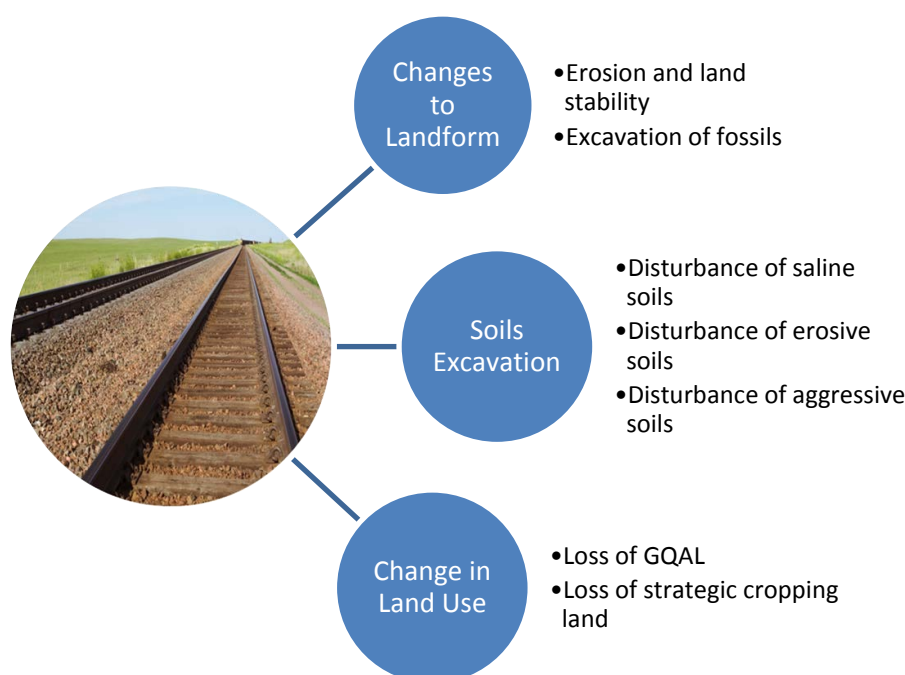 Changes
to
Landform
•Erosion and land
stability
•Excavation of fossils
Soils
Excavation
•Disturbance of saline
soils
•Disturbance of erosive
soils
•Disturbance of aggressive
soils
Change in
Land Use
•Loss of GQAL
•Loss of strategic cropping
land